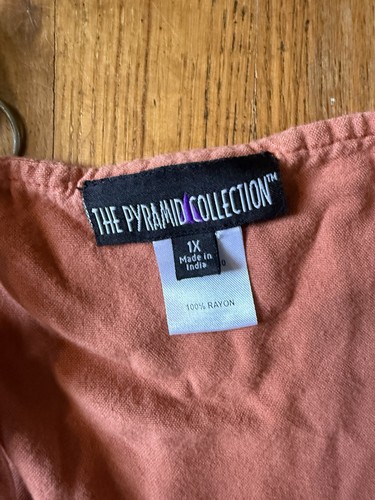 THE PYRAMID COLLECTION™
1X
Made in
India
100% RAYON